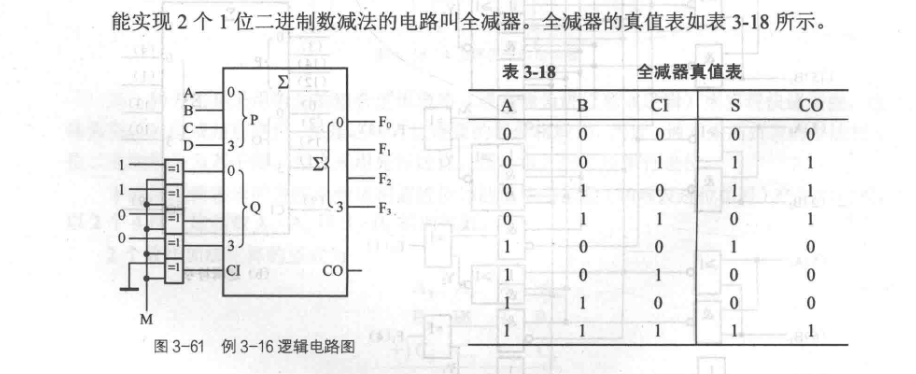 能实现 2 个 1 位二进制数减法的电路叫全减器。全减器的真值表如表 3-18 所示。
Σ
A
B
C
D
0
3
P
1
1
0
0
=1
=1
=1
=1
0
3
Q
CI
M
Σ
0
3
F₀
F₁
F₂
F₃
CO
图 3-61 例 3-16 逻辑电路图
表 3-18 全减器真值表
A B CI S CO
0 0 0 0 0
0 0 1 1 1
0 1 0 1 1
0 1 1 0 1
1 0 0 1 0
1 0 1 0 0
1 1 0 0 0
1 1 1 1 1